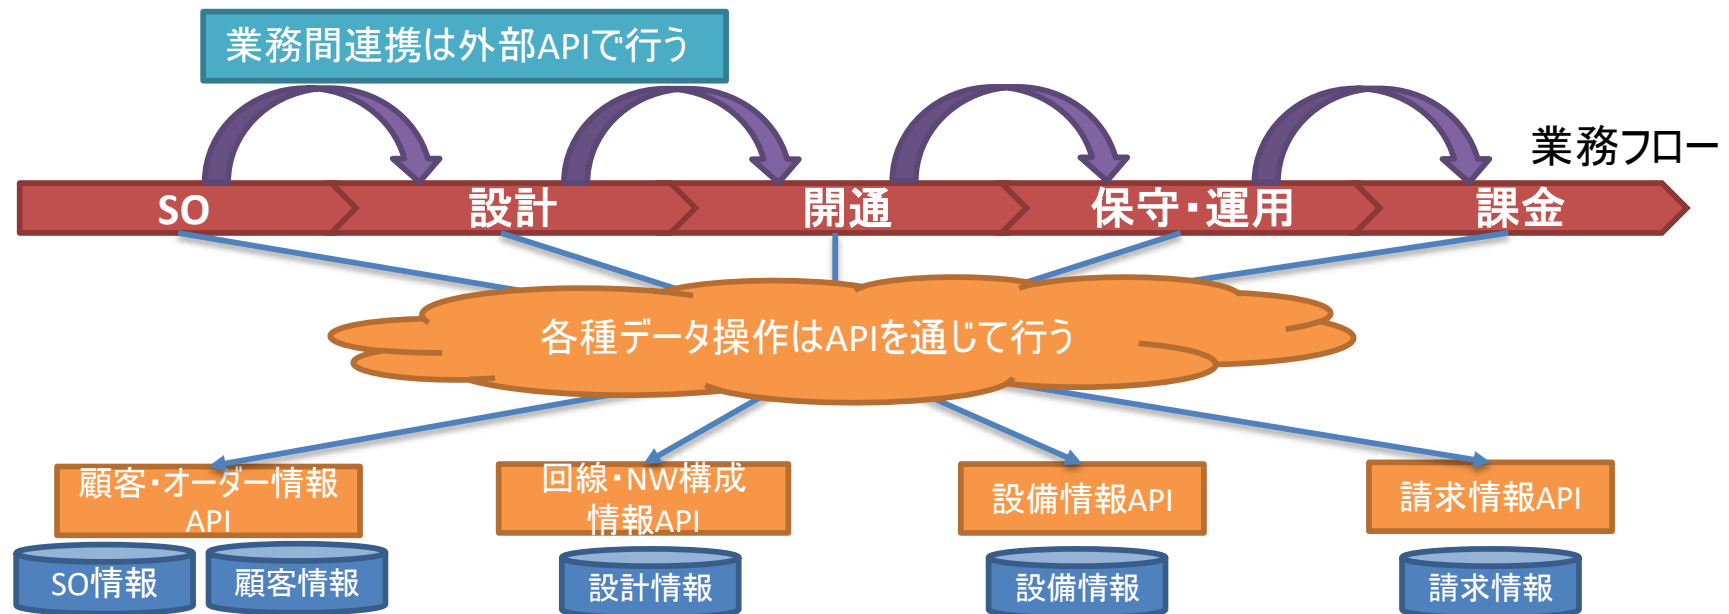 業務間連携は外部APIで行う
業務フロー
SO
設計
開通
保守・運用
課金
各種データ操作はAPIを通じて行う
顧客・オーダー情報
API
回線・NW構成
情報API
設備情報API
請求情報API
SO情報
顧客情報
設計情報
設備情報
請求情報